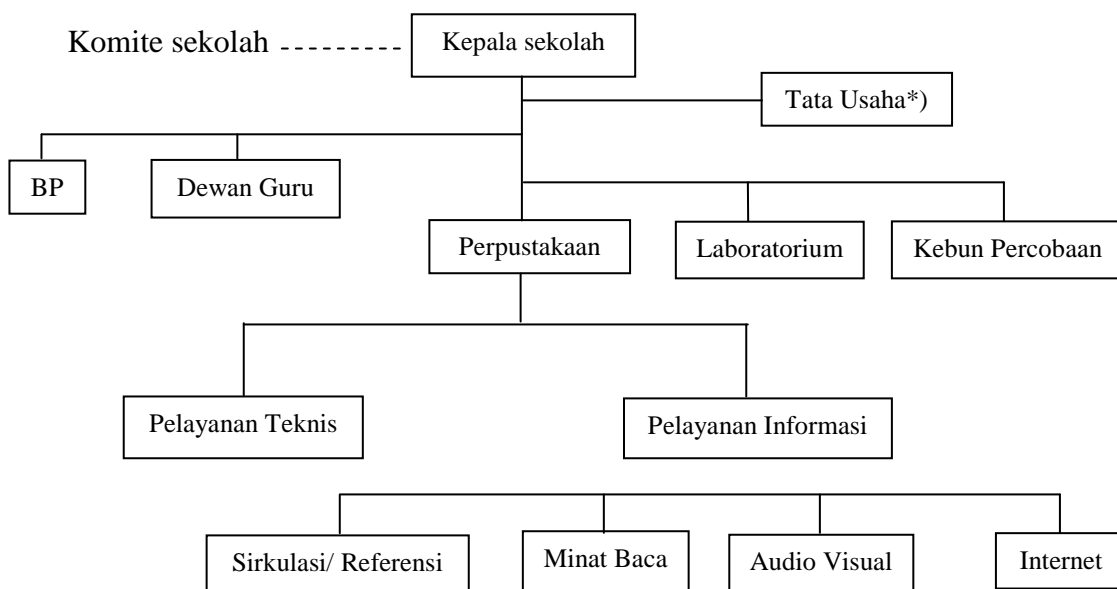 Komite sekolah
Kepala sekolah
Tata Usaha*)
BP
Dewan Guru
Perpustakaan
Laboratorium
Kebun Percobaan
Pelayanan Teknis
Pelayanan Informasi
Sirkulasi/ Referensi
Minat Baca
Audio Visual
Internet